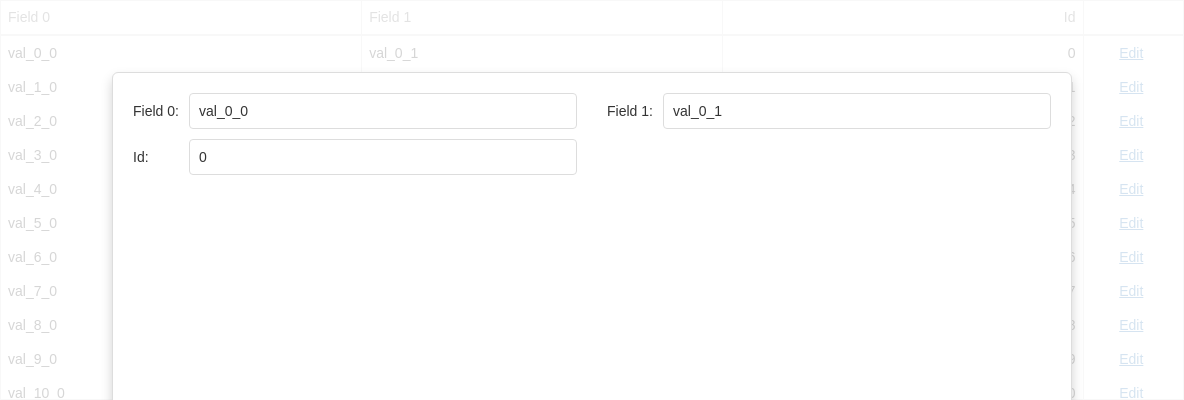 Field 0 Field 1 Id
val_0_0 val_0_1 0 Edit
val_1_0 Edit
Field 0: val_0_0 Field 1: val_0_1
val_2_0 2 Edit
val_3_0 3 Edit
Id: 0
val_4_0 4 Edit
val_5_0 5 Edit
val_6_0 6 Edit
val_7_0 7 Edit
val_8_0 8 Edit
val_9_0 9 Edit
val_10_0 0 Edit